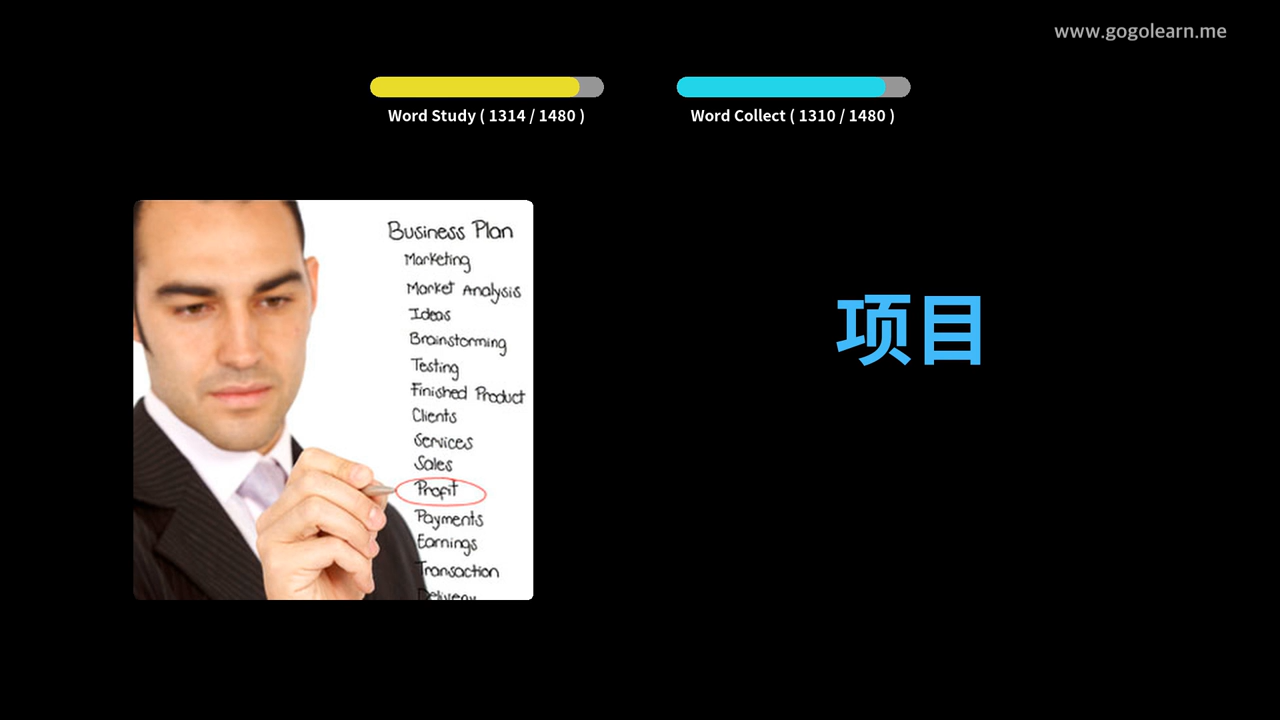 www.gogolearn.me
Word Study ( 1314 / 1480 )
Word Collect ( 1310 / 1480 )
Business Plan
Marketing
Market Analysis
Ideas
Brainstorming
Testing
Finished Product
Clients
Services
Sales
Profit
Payments
Earnings
Transaction
Delivery
项目